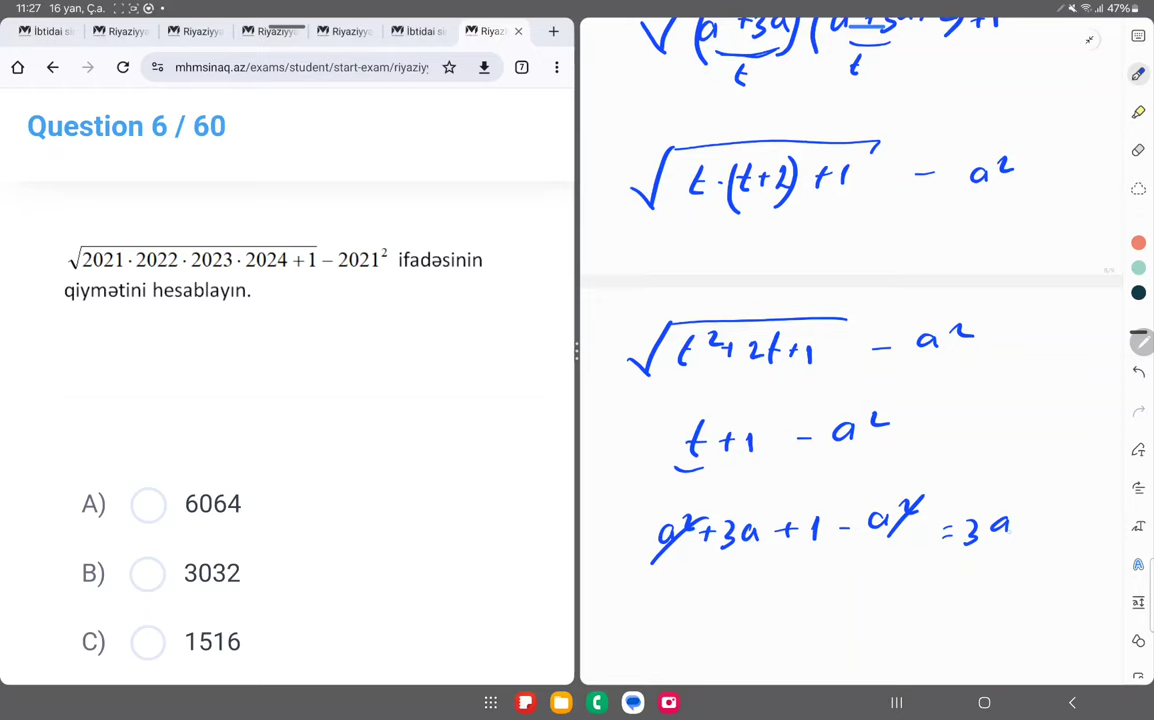 11:27 16 yan, Ç.a. 47%
İbtidai si Riyaziyy Riyaziyy Riyaziyy Riyaziyy İbtidai si Riyaz
mhmsinaq.az/exams/student/start-exam/riyaziyy 7
Question 6 / 60
√2021 · 2022 · 2023 · 2024 + 1 − 2021² ifadəsinin
qiymətini hesablayın.
A) 6064
B) 3032
C) 1516
t t
√t·(t+2)+1 − a²
√t²+2t+1 − a²
t+1 − a²
a²+3a+1−a² =3a